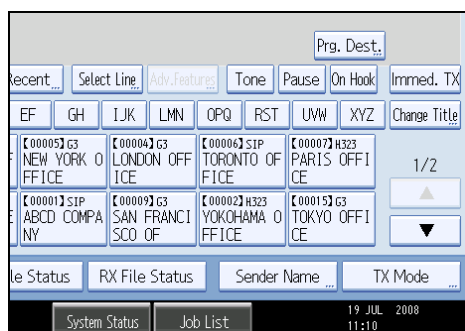 Prg. Dest.
Recent Select Line Adv.Features Tone Pause On Hook Immed. TX
EF GH IJK LMN OPQ RST UVW XYZ Change Title
【00005】G3 【00004】G3 【00006】SIP 【00007】H323
NEW YORK O LONDON OFF TORONTO OF PARIS OFFI 1/2
FFICE ICE FICE CE
【00001】SIP 【00009】G3 【00002】H323 【00015】G3
ABCD COMPA SAN FRANCI YOKOHAMA O TOKYO OFFI
NY SCO OF FFICE CE
le Status RX File Status Sender Name TX Mode
System Status Job List 19 JUL 2008
11:10